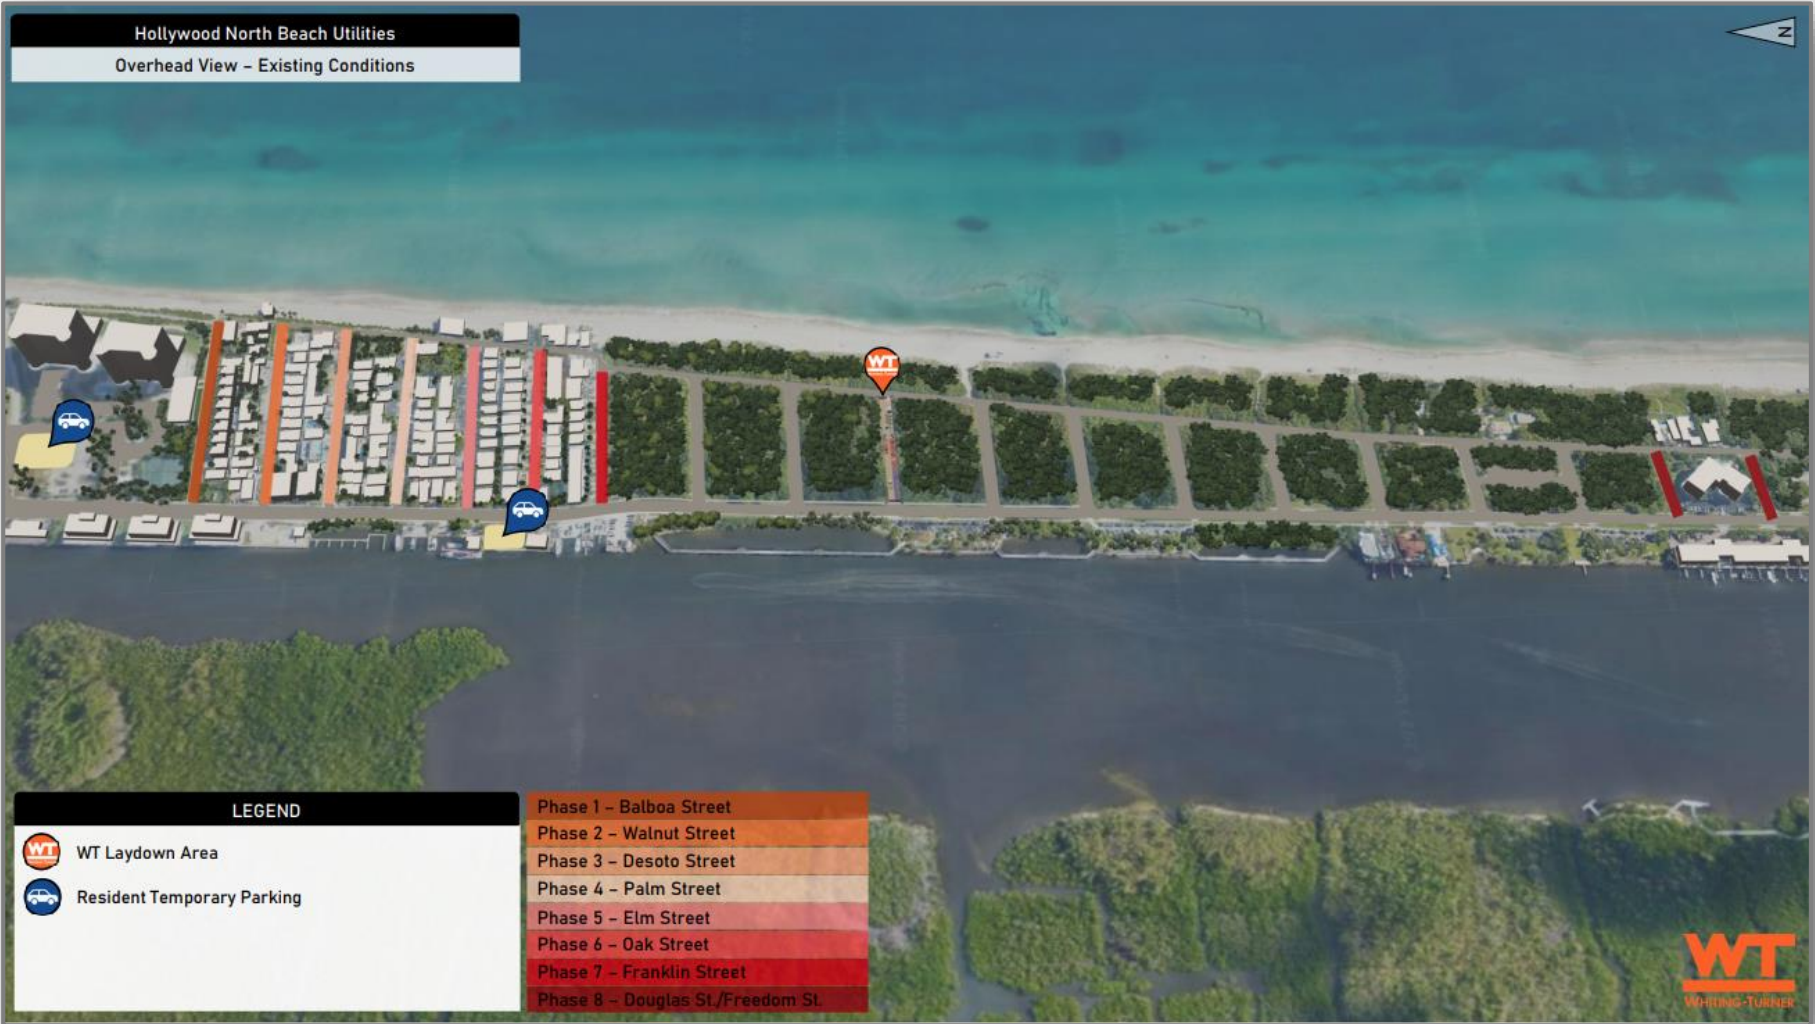 Hollywood North Beach Utilities
Overhead View – Existing Conditions
N
WT
LEGEND
WT
WT Laydown Area
Resident Temporary Parking
Phase 1 – Balboa Street
Phase 2 – Walnut Street
Phase 3 – Desoto Street
Phase 4 – Palm Street
Phase 5 – Elm Street
Phase 6 – Oak Street
Phase 7 – Franklin Street
Phase 8 – Douglas St./Freedom St.
WT
WHITING-TURNER